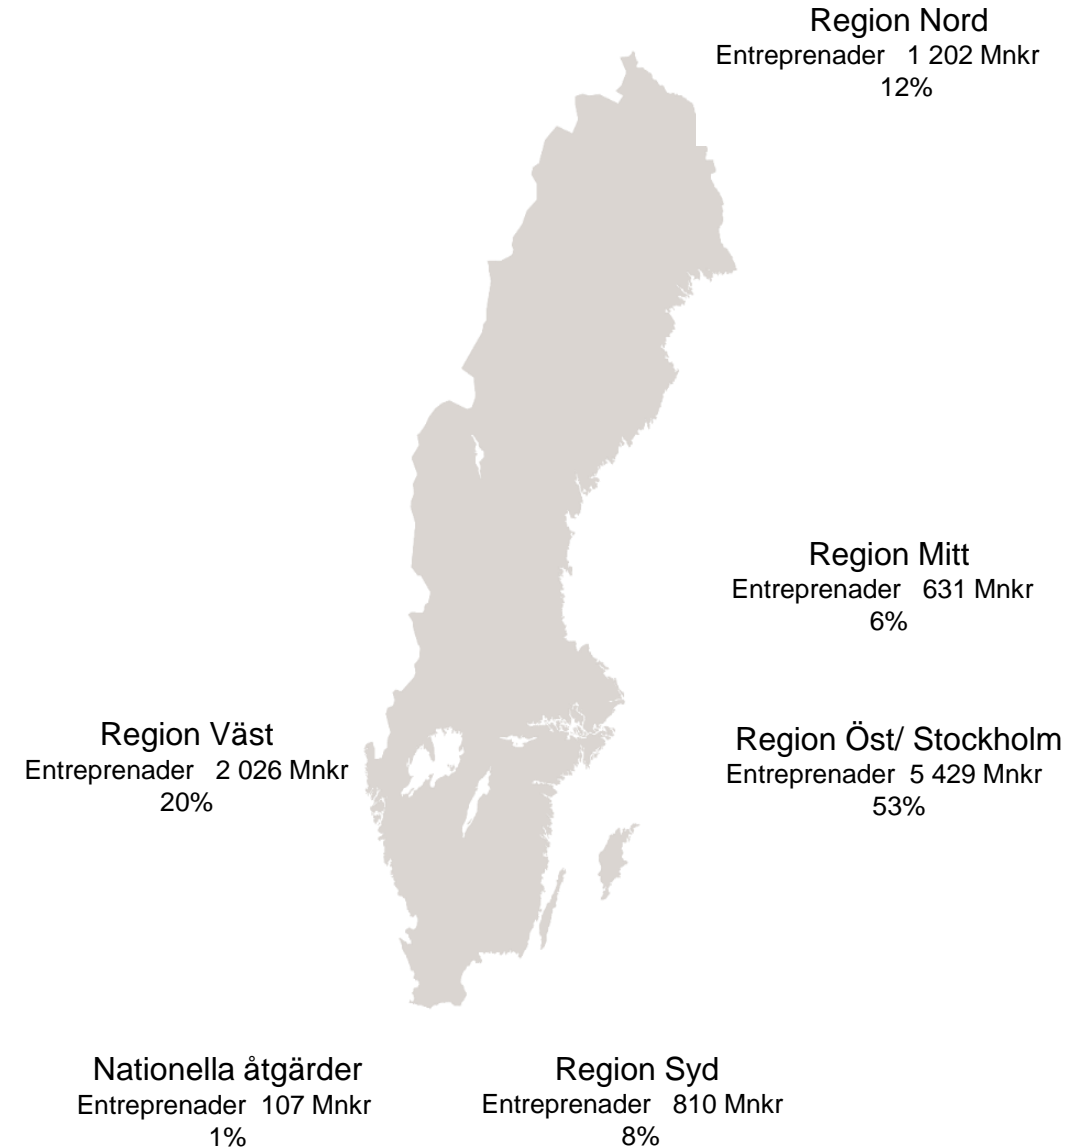 Region Nord
Entreprenader 1 202 Mnkr
12%
Region Mitt
Entreprenader 631 Mnkr
6%
Region Väst
Entreprenader 2 026 Mnkr
20%
Region Öst/ Stockholm
Entreprenader 5 429 Mnkr
53%
Nationella åtgärder
Entreprenader 107 Mnkr
1%
Region Syd
Entreprenader 810 Mnkr
8%